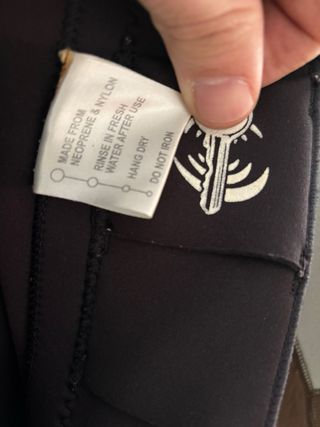 MADE FROM
NEOPRENE & NYLON
RINSE IN FRESH
WATER AFTER USE
HANG DRY
DO NOT IRON